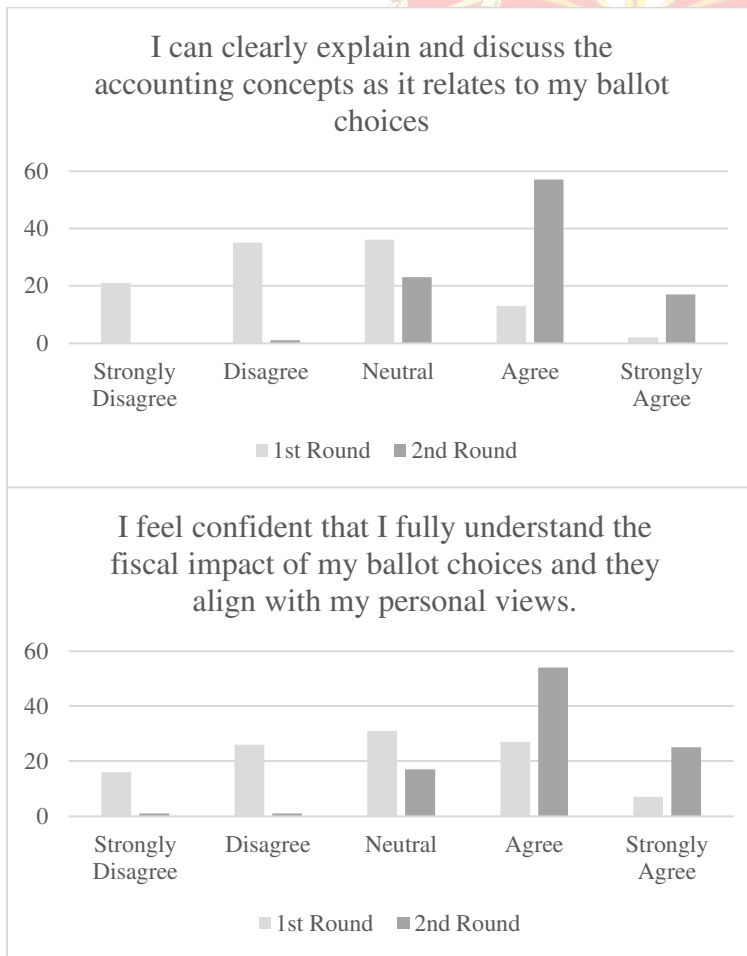 I can clearly explain and discuss the
accounting concepts as it relates to my ballot
choices
60
40
20
0
Strongly Disagree Neutral Agree Strongly
Disagree Agree
1st Round 2nd Round
I feel confident that I fully understand the
fiscal impact of my ballot choices and they
align with my personal views.
60
40
20
0
Strongly Disagree Neutral Agree Strongly
Disagree Agree
1st Round 2nd Round